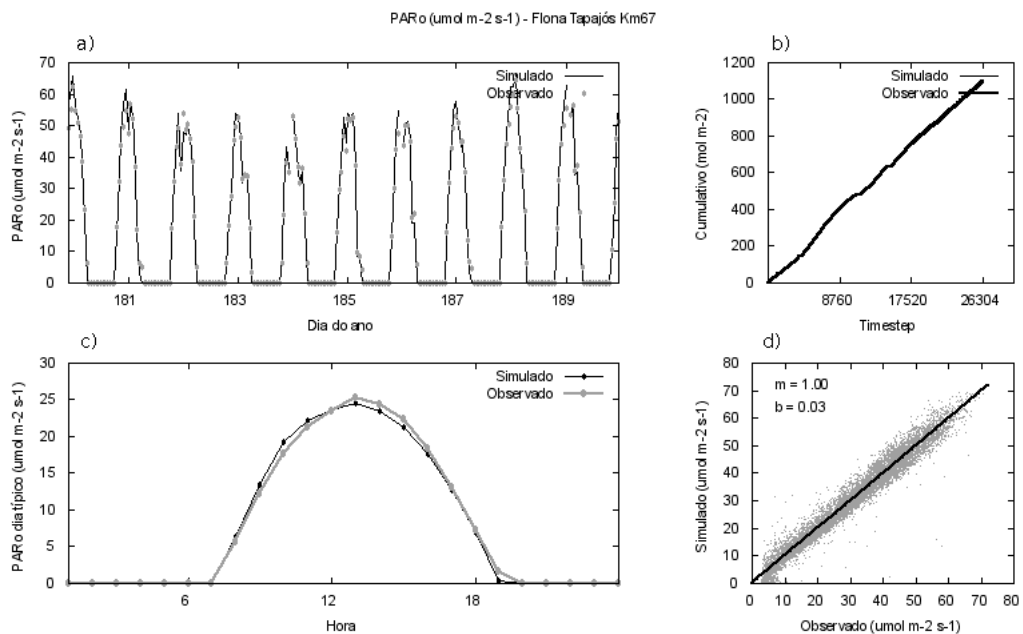 PARo (umol m-2 s-1) - Flona Tapajós Km67
a)
PARo (umol m-2 s-1)
70
60
50
40
30
20
10
0
181
183
185
187
189
Dia do ano
Simulado
Observado
b)
Cumulativo (mol m-2)
1200
1000
800
600
400
200
0
8760
17520
26304
Timestep
Simulado
Observado
c)
PARo dia típico (umol m-2 s-1)
30
25
20
15
10
5
0
6
12
18
Hora
Simulado
Observado
d)
Simulado (umol m-2 s-1)
80
70
60
50
40
30
20
10
0
m = 1.00
b = 0.03
0
10
20
30
40
50
60
70
80
Observado (umol m-2 s-1)